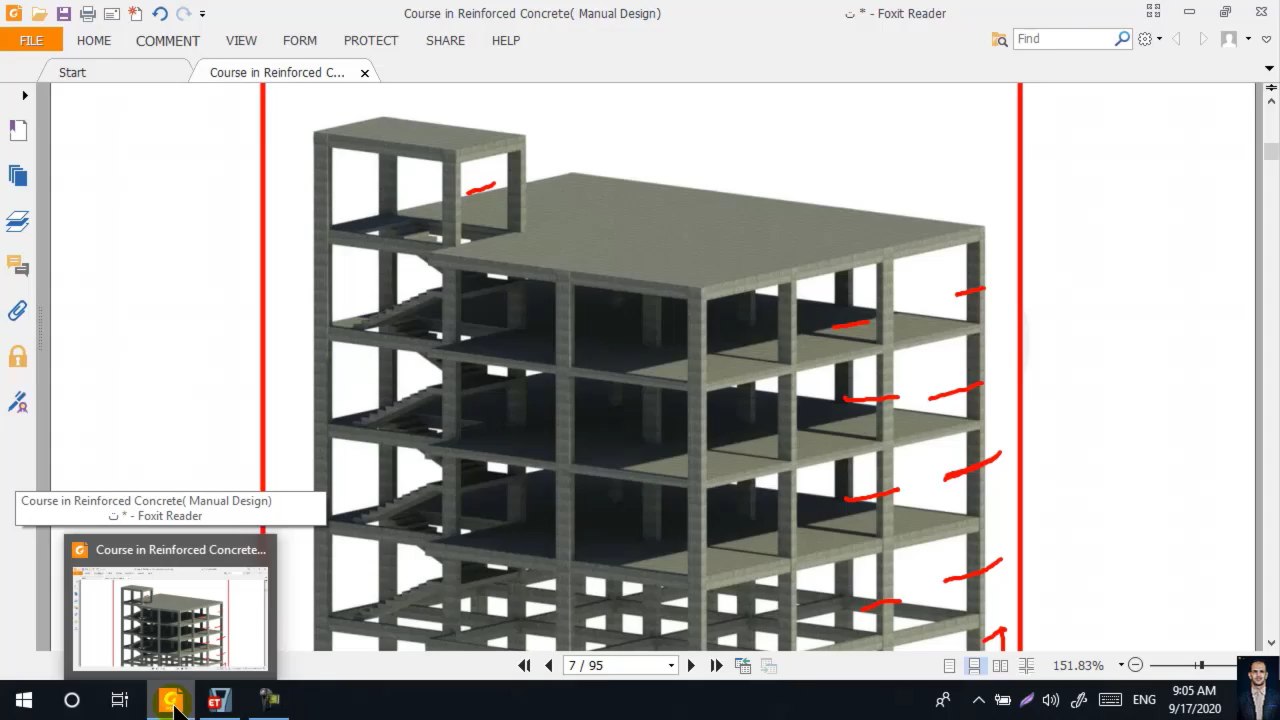 Course in Reinforced Concrete( Manual Design)
ت * - Foxit Reader
FILE
HOME
COMMENT
VIEW
FORM
PROTECT
SHARE
HELP
Find
Start
Course in Reinforced C...
Course in Reinforced Concrete( Manual Design)
ت * - Foxit Reader
Course in Reinforced Concrete...
7 / 95
151.83%
ET
ENG
9:05 AM
9/17/2020